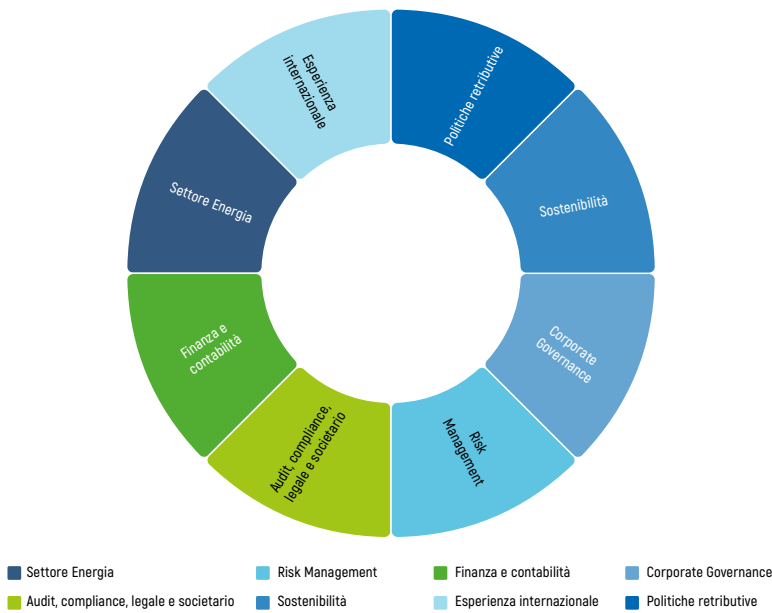 Esperienza
internazionale
Politiche retributive
Settore Energia
Sostenibilità
Finanza e
contabilità
Corporate
Governance
Audit, compliance,
legale e societario
Risk
Management
Settore Energia
Risk Management
Finanza e contabilità
Corporate Governance
Audit, compliance, legale e societario
Sostenibilità
Esperienza internazionale
Politiche retributive